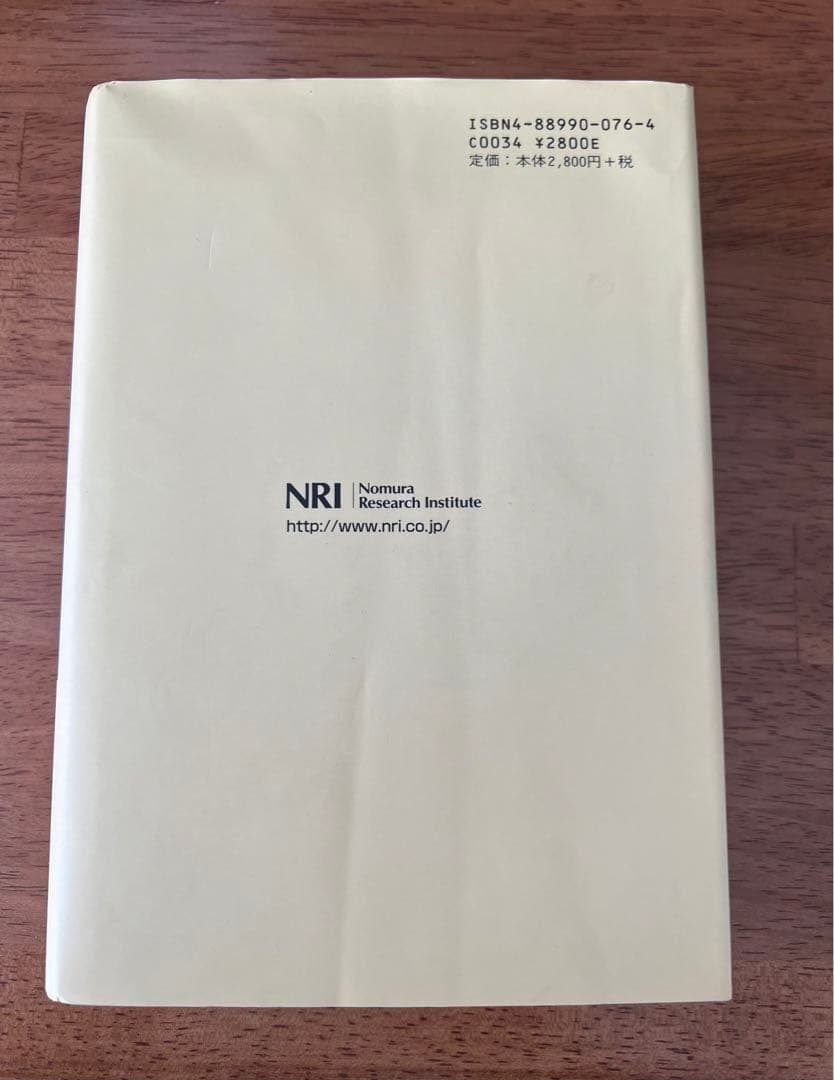 ISBN4-88990-076-4
C0034 ¥2800E
定価：本体2,800円＋税
NRI Nomura
Research Institute
http://www.nri.co.jp/